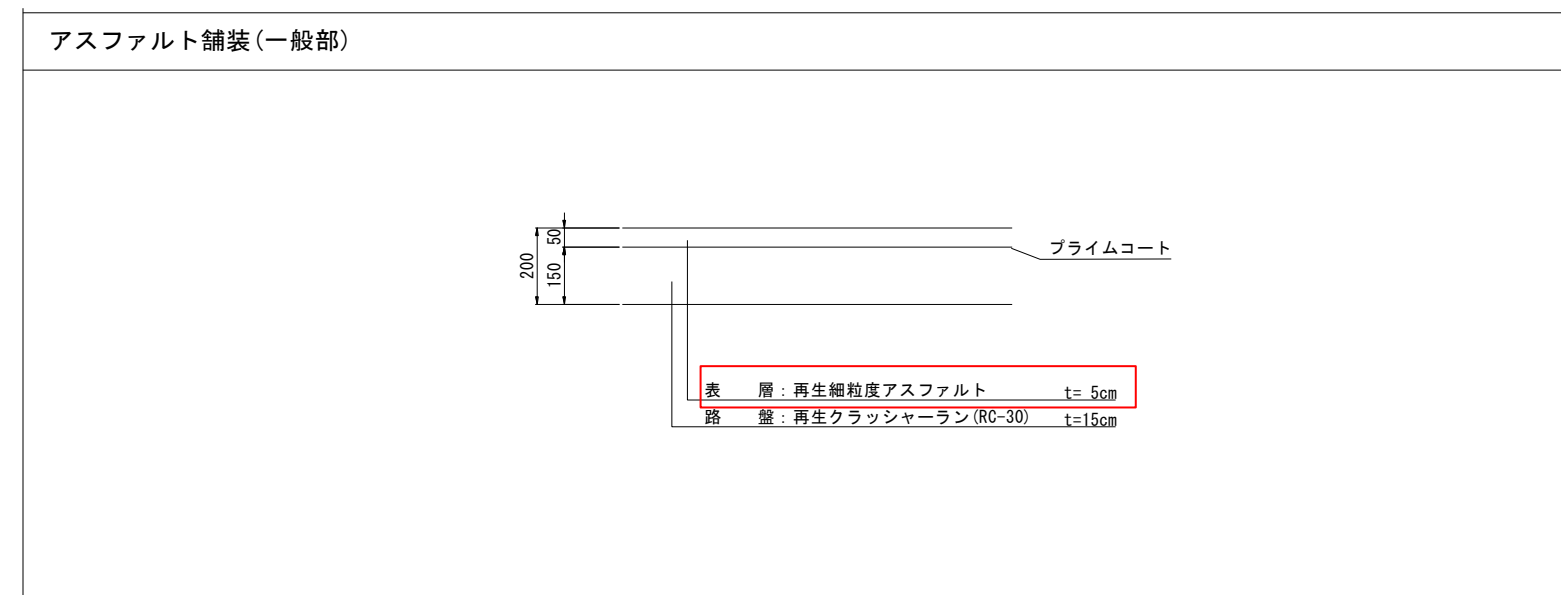 アスファルト舗装(一般部)
50
200
150
プライムコート
表　　層：再生細粒度アスファルト　　t= 5cm
路　　盤：再生クラッシャーラン(RC-30)　　t=15cm